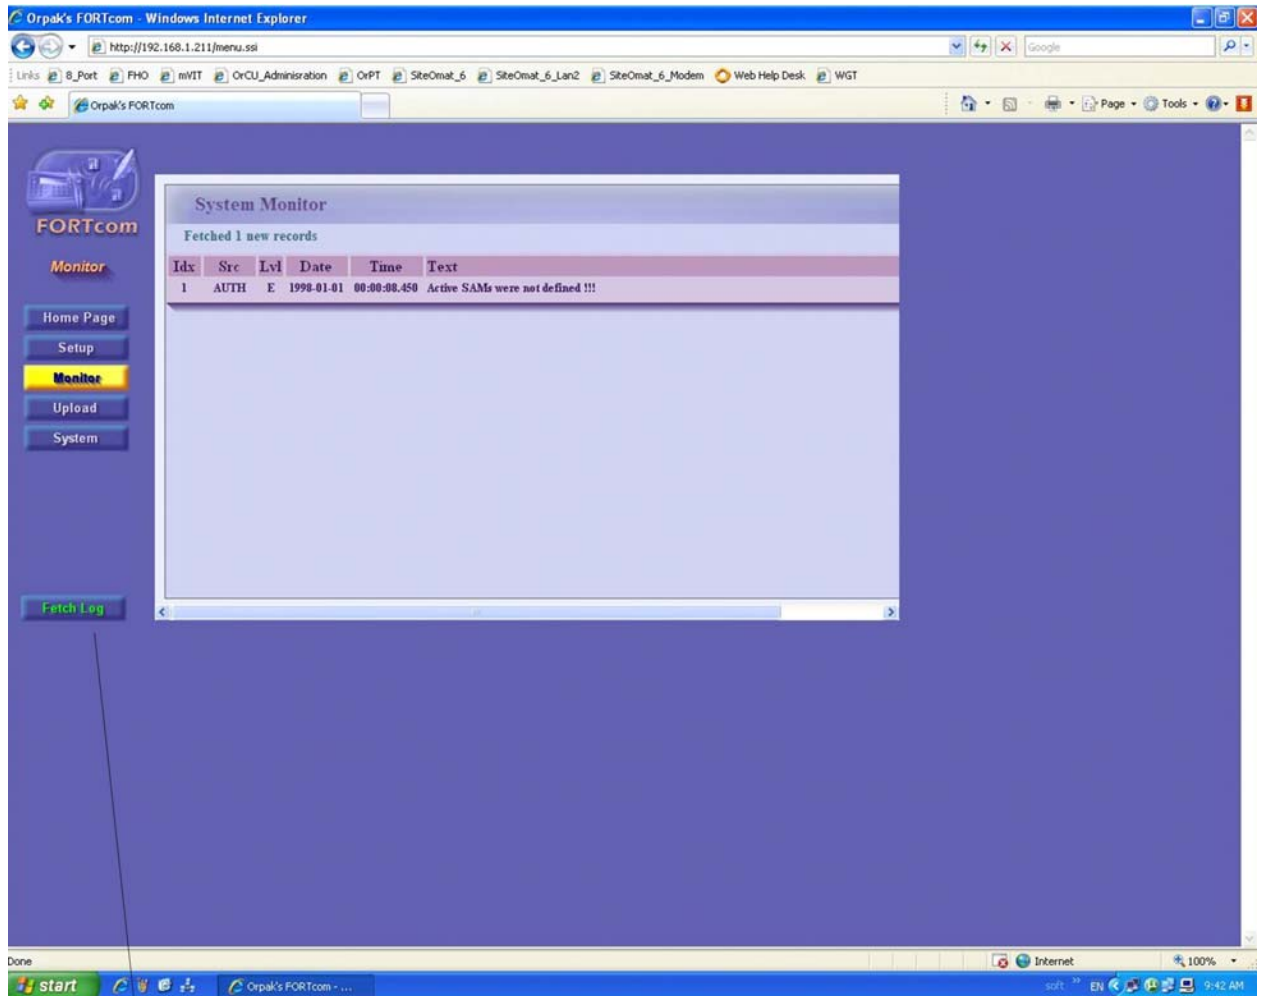 Orpak's FORTcom - Windows Internet Explorer
http://192.168.1.211/menu.ssi
Google
Links 8_Port FHO mVIT OrCU_Adminisration OrPT SiteOmat_6 SiteOmat_6_Lan2 SiteOmat_6_Modem Web Help Desk WGT
Orpak's FORTcom
Page Tools
FORTcom
Monitor
Home Page
Setup
Monitor
Upload
System
Fetch Log
System Monitor
Fetched 1 new records
Idx Src Lvl Date Time Text
1 AUTH E 1998-01-01 00:00:08.450 Active SAMs were not defined !!!
Done
Internet
100%
start
Orpak's FORTcom - ...
soft
EN
9:42 AM